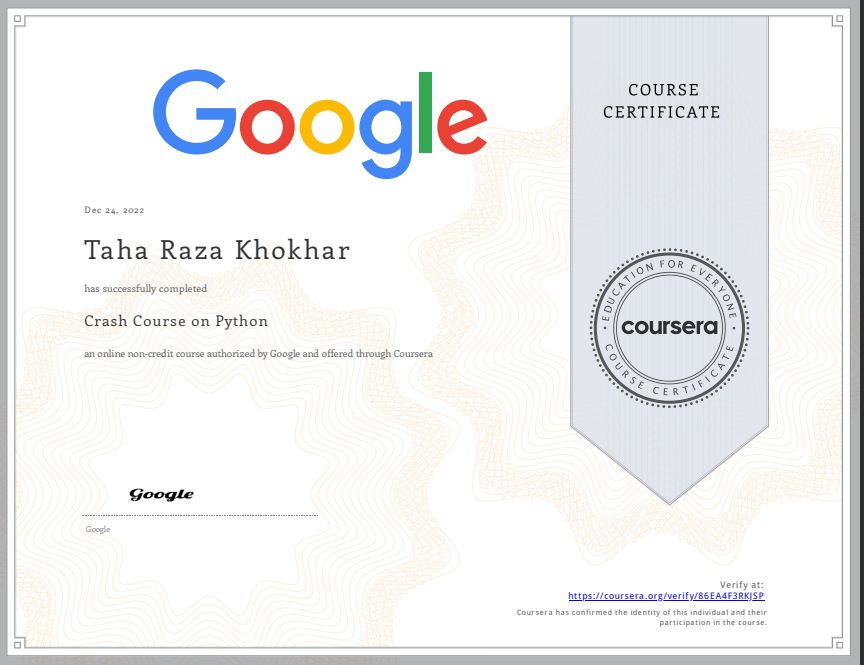 Google
COURSE
CERTIFICATE
Dec 24, 2022
Taha Raza Khokhar
has successfully completed
Crash Course on Python
an online non-credit course authorized by Google and offered through Coursera
EDUCATION FOR EVERYONE
coursera
COURSE CERTIFICATE
Google
Google
Verify at:
https://coursera.org/verify/86EA4F3RKJSP
Coursera has confirmed the identity of this individual and their
participation in the course.